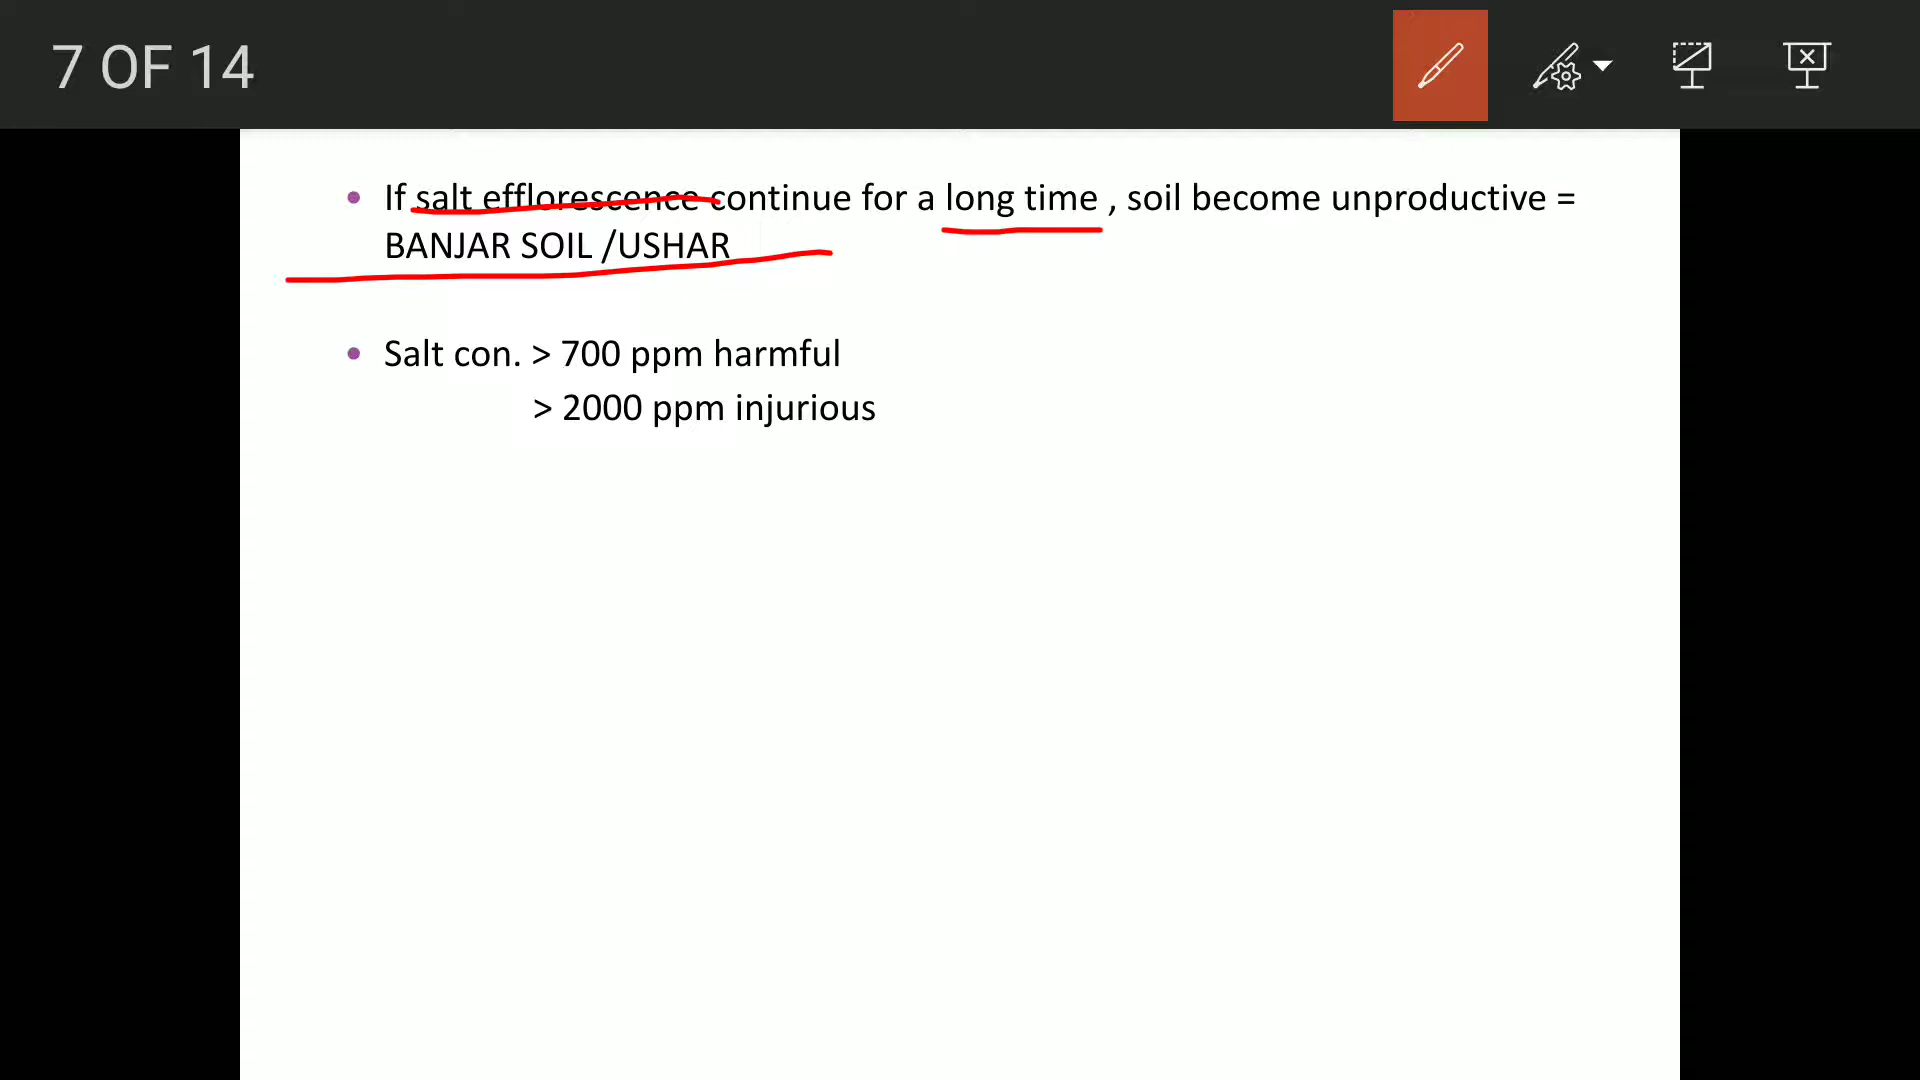 7 OF 14
• If salt efflorescence continue for a long time , soil become unproductive =
BANJAR SOIL /USHAR
• Salt con. > 700 ppm harmful
> 2000 ppm injurious